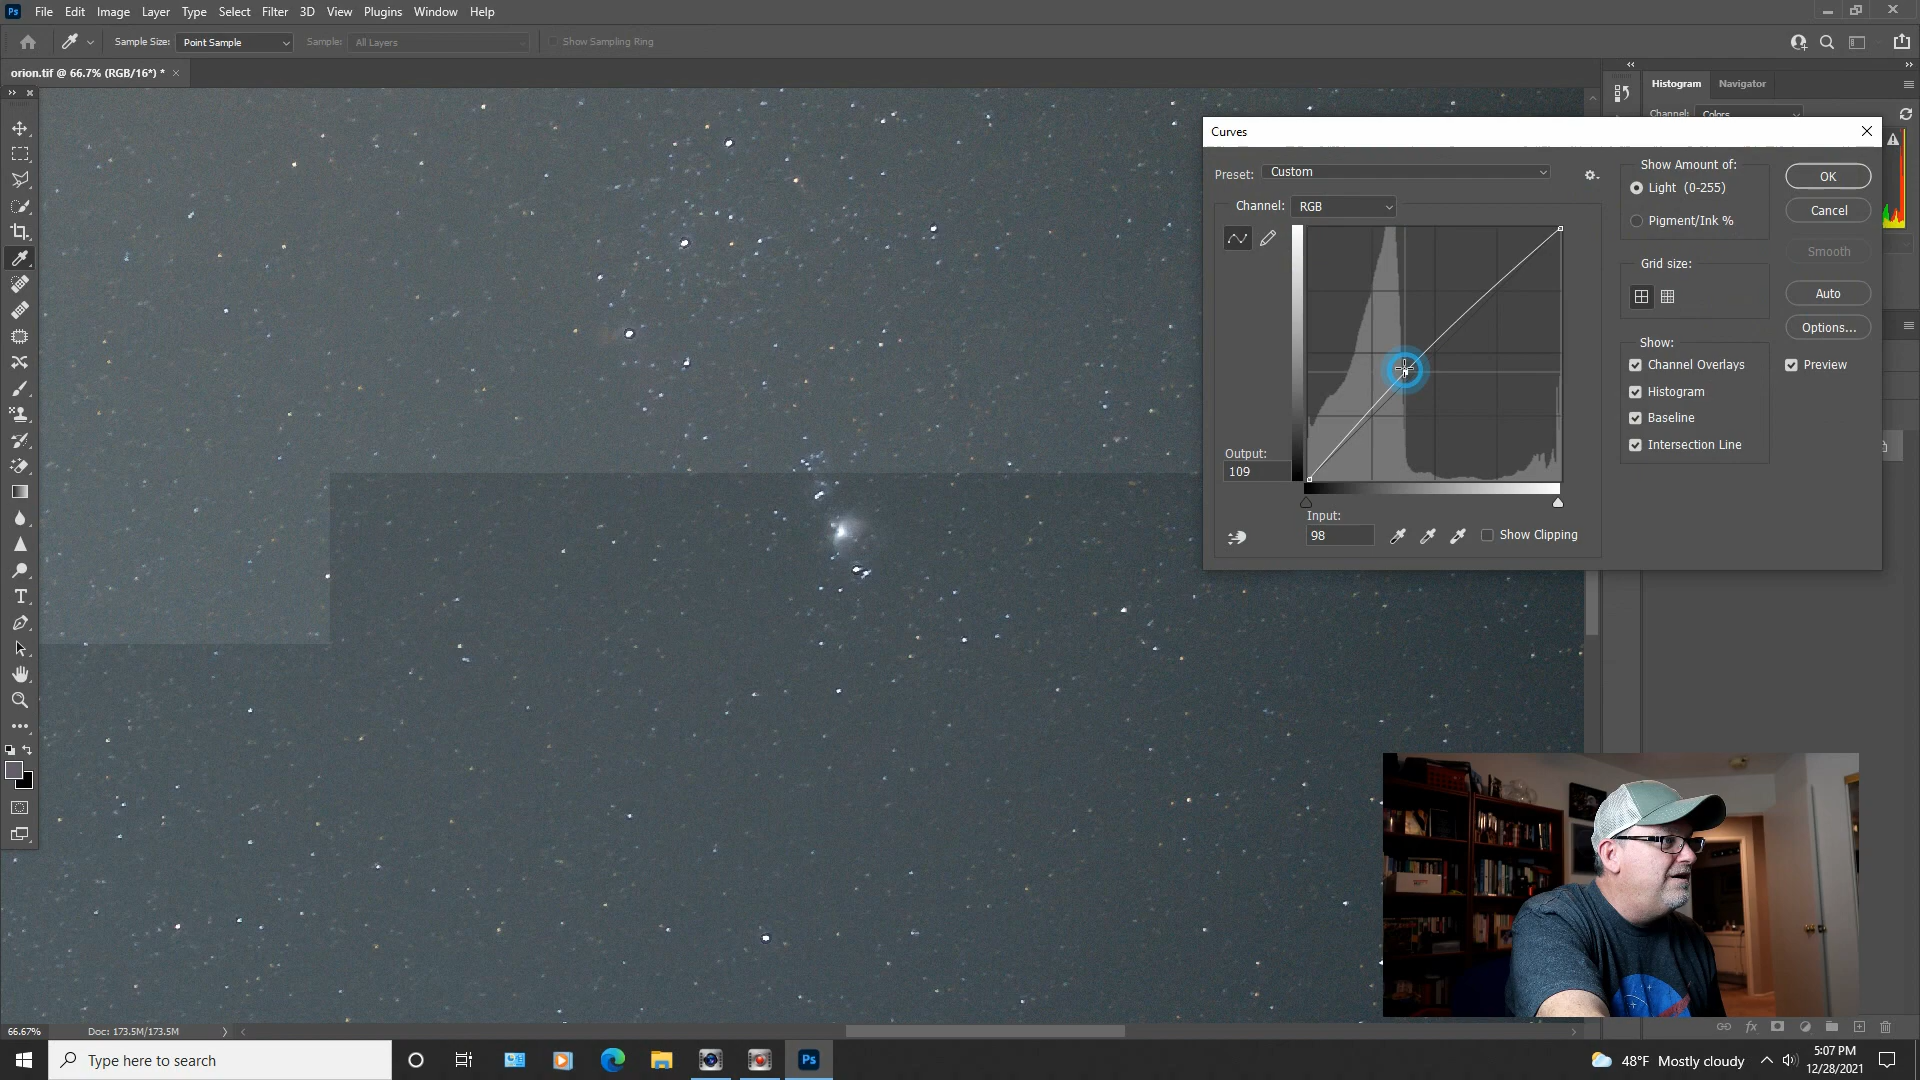 Ps File Edit Image Layer Type Select Filter 3D View Plugins Window Help
Sample Size: Point Sample Sample: All Layers Show Sampling Ring
orion.tif @ 66.7% (RGB/16*) * ×
Histogram Navigator
Channel: Colors
Curves
Preset: Custom
Channel: RGB
Output:
109
Input:
98
Show Clipping
Show Amount of:
Light (0-255)
Pigment/Ink %
Grid size:
Show:
Channel Overlays
Histogram
Baseline
Intersection Line
OK
Cancel
Smooth
Auto
Options...
Preview
66.67% Doc: 173.5M/173.5M
Type here to search
Ps
48°F Mostly cloudy
5:07 PM
12/28/2021